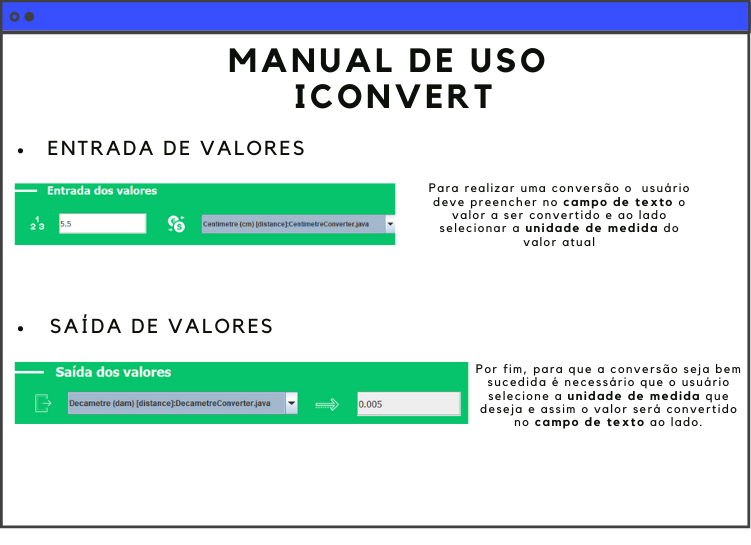 MANUAL DE USO
ICONVERT
• ENTRADA DE VALORES
Entrada dos valores
1
2 3
5.5
$
Centimetre (cm) [distance]:CentimetreConverter.java
Para realizar uma conversão o usuário
deve preencher no campo de texto o
valor a ser convertido e ao lado
selecionar a unidade de medida do
valor atual
• SAÍDA DE VALORES
Saída dos valores
Decametre (dam) [distance]:DecametreConverter.java
0.005
Por fim, para que a conversão seja bem
sucedida é necessário que o usuário
selecione a unidade de medida que
deseja e assim o valor será convertido
no campo de texto ao lado.